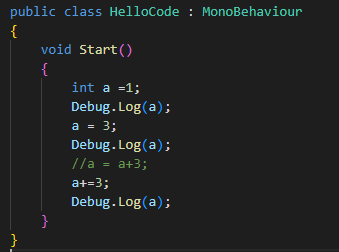 public class HelloCode : MonoBehaviour
{
    void Start()
    {
        int a =1;
        Debug.Log(a);
        a = 3;
        Debug.Log(a);
        //a = a+3;
        a+=3;
        Debug.Log(a);
    }
}